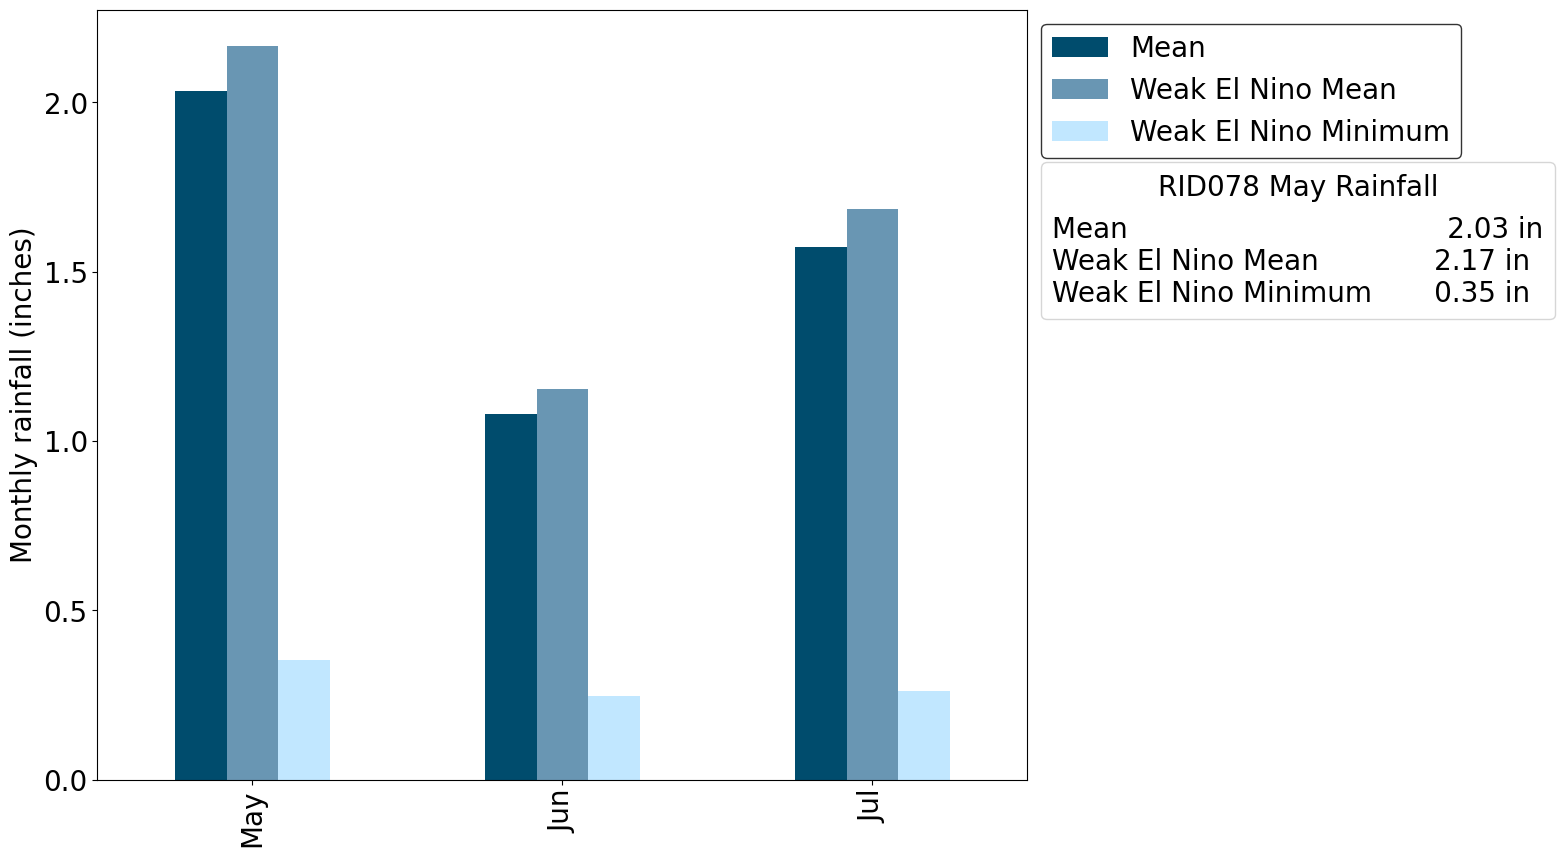 Monthly rainfall (inches)
2.0
1.5
1.0
0.5
0.0
May
Jun
Jul
Mean
Weak El Nino Mean
Weak El Nino Minimum
RID078 May Rainfall
Mean 2.03 in
Weak El Nino Mean 2.17 in
Weak El Nino Minimum 0.35 in